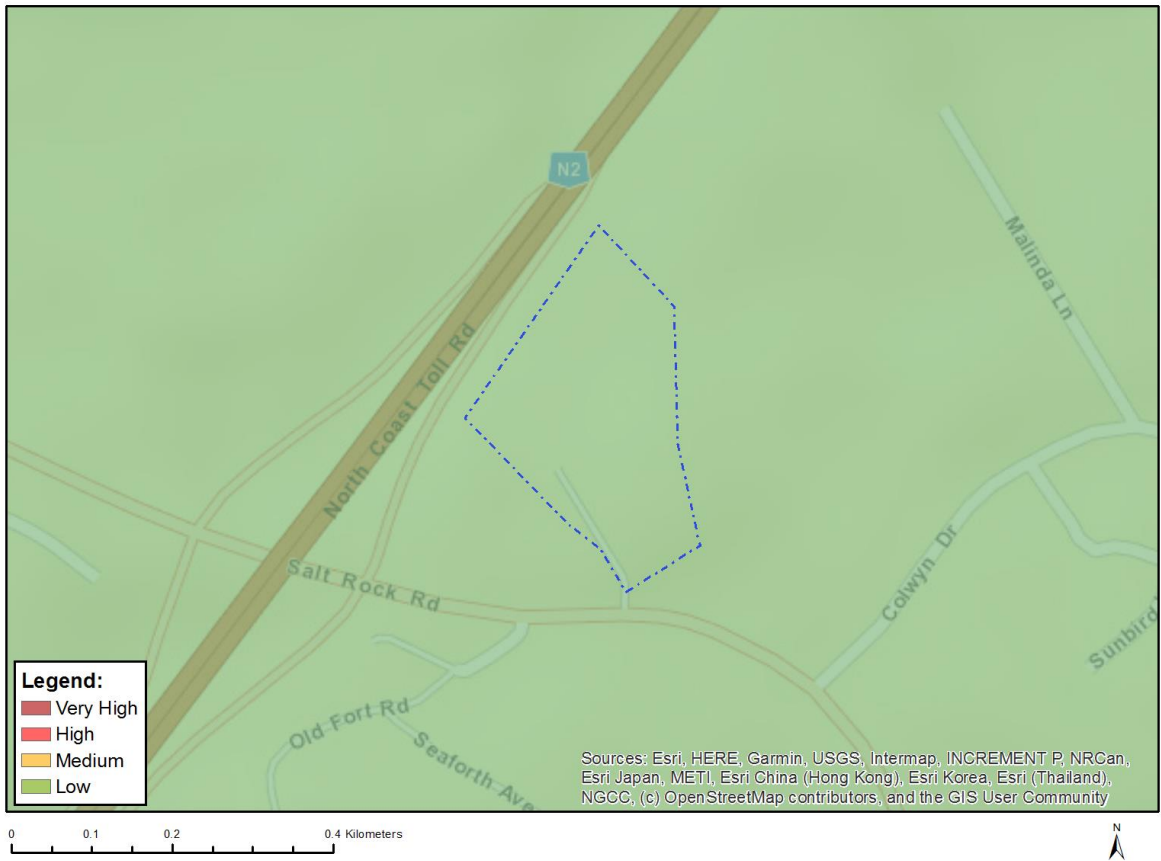 N2
Malinda Ln
North Coast Toll Rd
Salt Rock Rd
Colwyn Dr
Sunbird
Old Fort Rd
Seaforth Ave
Legend:
Very High
High
Medium
Low
Sources: Esri, HERE, Garmin, USGS, Intermap, INCREMENT P, NRCan,
Esri Japan, METI, Esri China (Hong Kong), Esri Korea, Esri (Thailand),
NGCC, (c) OpenStreetMap contributors, and the GIS User Community
0 0.1 0.2 0.4 Kilometers
N